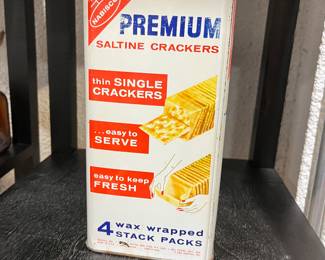 NABISCO
PREMIUM
SALTINE CRACKERS
thin SINGLE
CRACKERS
...easy to
SERVE
easy to keep
FRESH
4 wax wrapped
STACK PACKS